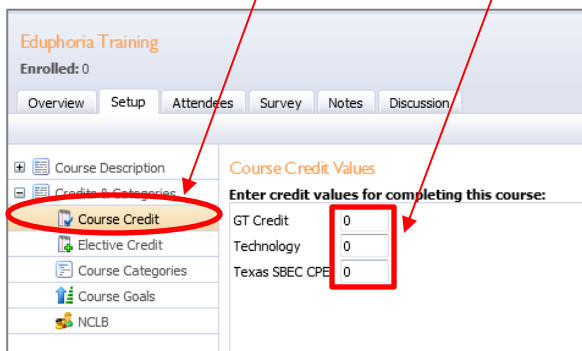 Eduphoria Training
Enrolled: 0
Overview Setup Attendees Survey Notes Discussion
Course Description
Credits & Categories
Course Credit
Elective Credit
Course Categories
Course Goals
NCLB
Course Credit Values
Enter credit values for completing this course:
GT Credit 0
Technology 0
Texas SBEC CPE 0